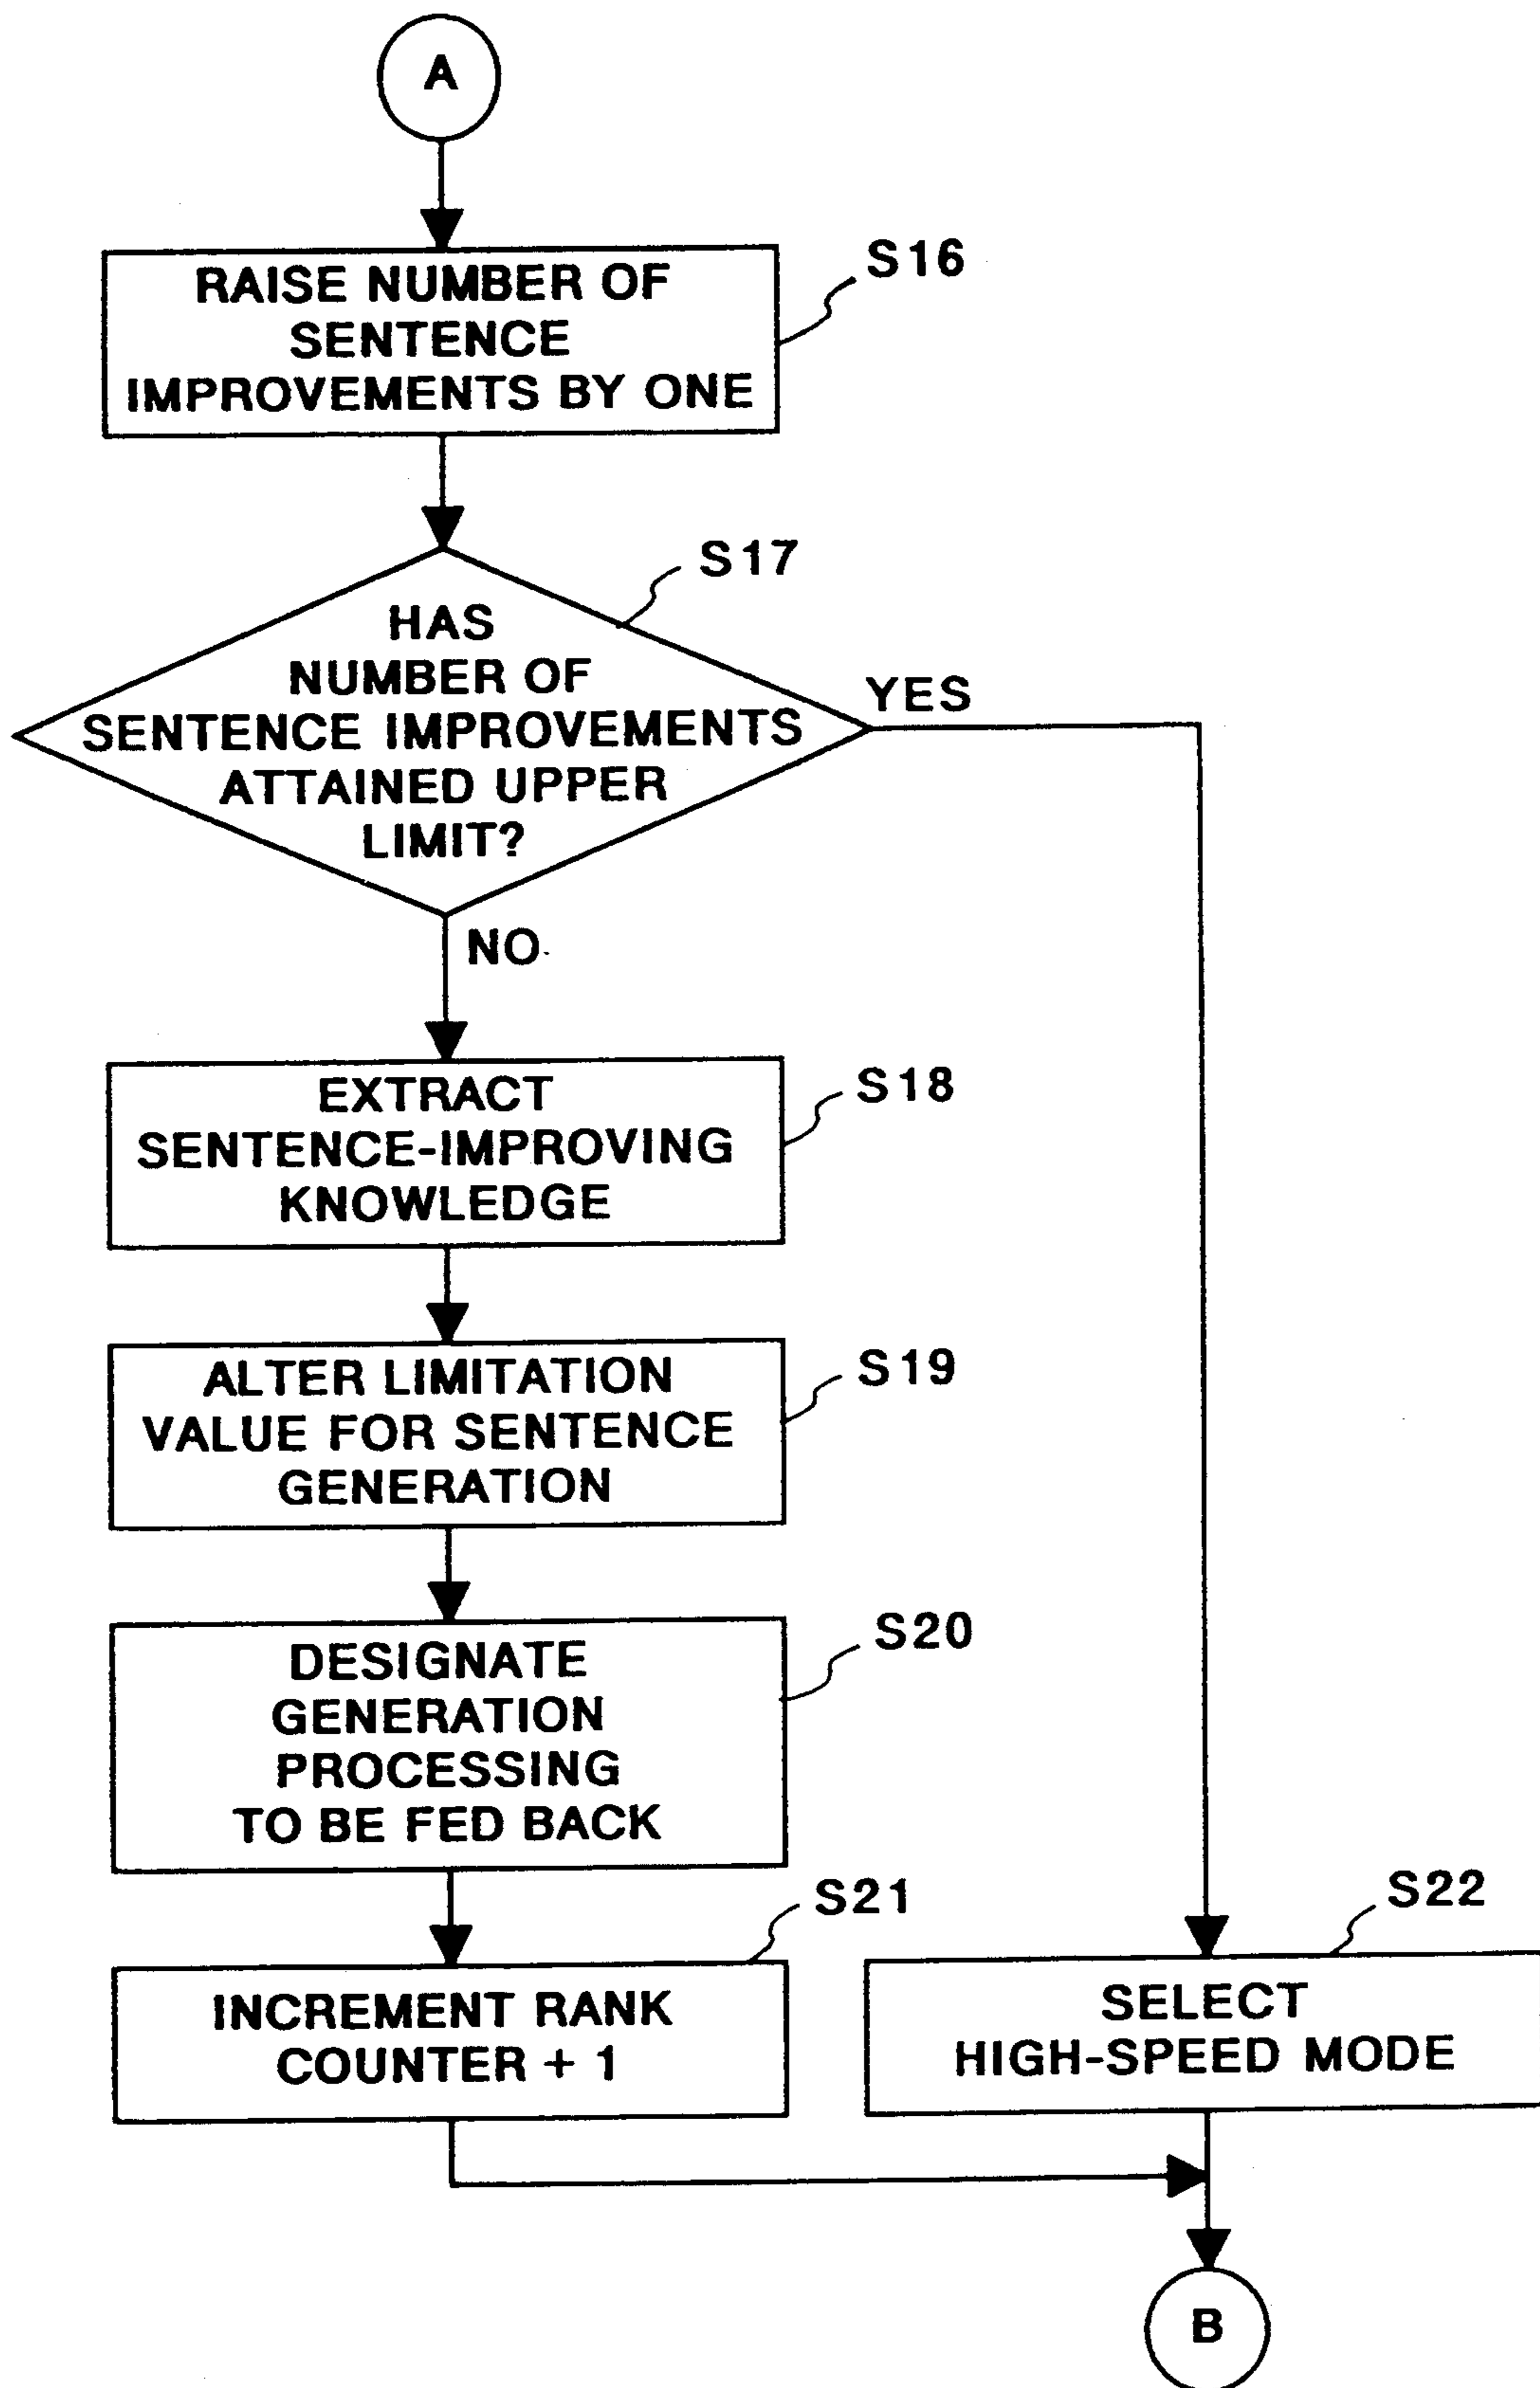 A
S16
RAISE NUMBER OF
SENTENCE
IMPROVEMENTS BY ONE
S17
HAS
NUMBER OF
SENTENCE IMPROVEMENTS
ATTAINED UPPER
LIMIT?
YES
NO
S18
EXTRACT
SENTENCE-IMPROVING
KNOWLEDGE
S19
ALTER LIMITATION
VALUE FOR SENTENCE
GENERATION
S20
DESIGNATE
GENERATION
PROCESSING
TO BE FED BACK
S21
INCREMENT RANK
COUNTER + 1
S22
SELECT
HIGH-SPEED MODE
B